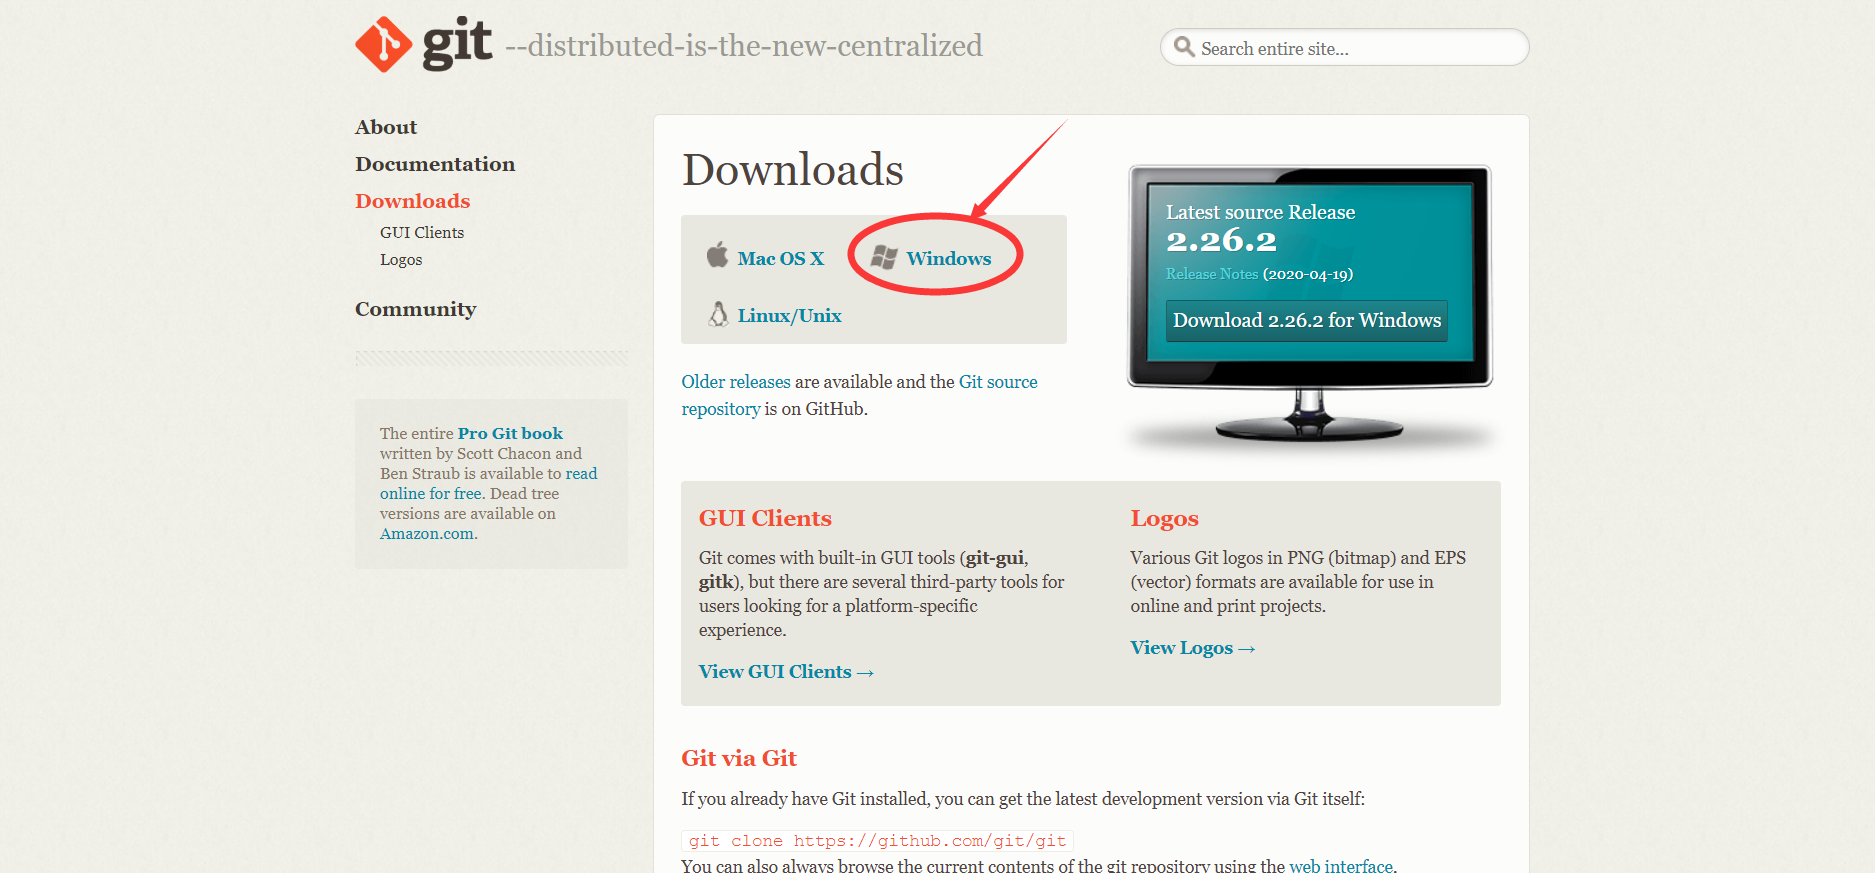 git --distributed-is-the-new-centralized
Search entire site...
About
Documentation
Downloads
GUI Clients
Logos
Community
The entire Pro Git book
written by Scott Chacon and
Ben Straub is available to read
online for free. Dead tree
versions are available on
Amazon.com.
Downloads
Mac OS X
Windows
Linux/Unix
Older releases are available and the Git source
repository is on GitHub.
Latest source Release
2.26.2
Release Notes (2020-04-19)
Download 2.26.2 for Windows
GUI Clients
Git comes with built-in GUI tools (git-gui,
gitk), but there are several third-party tools for
users looking for a platform-specific
experience.
View GUI Clients →
Logos
Various Git logos in PNG (bitmap) and EPS
(vector) formats are available for use in
online and print projects.
View Logos →
Git via Git
If you already have Git installed, you can get the latest development version via Git itself:
git clone https://github.com/git/git
You can also always browse the current contents of the git repository using the web interface.